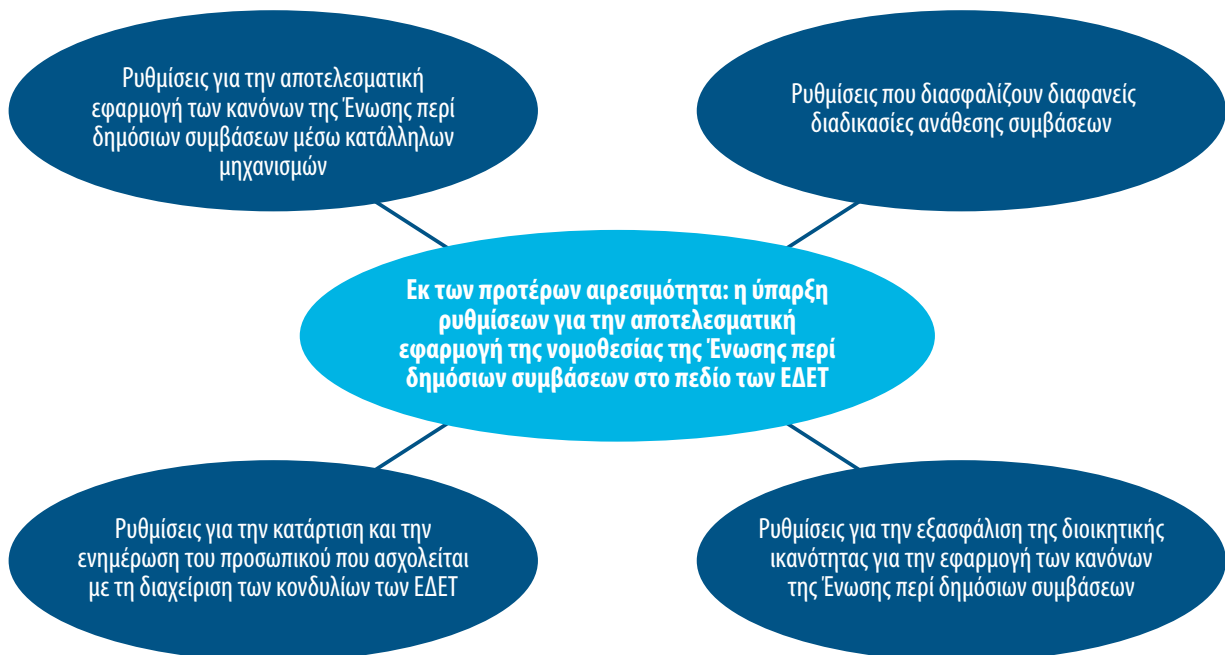 Ρυθμίσεις για την αποτελεσματική
εφαρμογή των κανόνων της Ένωσης περί
δημόσιων συμβάσεων μέσω κατάλληλων
μηχανισμών
Ρυθμίσεις που διασφαλίζουν διαφανείς
διαδικασίες ανάθεσης συμβάσεων
Εκ των προτέρων αιρεσιμότητα: η ύπαρξη
ρυθμίσεων για την αποτελεσματική
εφαρμογή της νομοθεσίας της Ένωσης περί
δημόσιων συμβάσεων στο πεδίο των ΕΔΕΤ
Ρυθμίσεις για την κατάρτιση και την
ενημέρωση του προσωπικού που ασχολείται
με τη διαχείριση των κονδυλίων των ΕΔΕΤ
Ρυθμίσεις για την εξασφάλιση της διοικητικής
ικανότητας για την εφαρμογή των κανόνων
της Ένωσης περί δημόσιων συμβάσεων